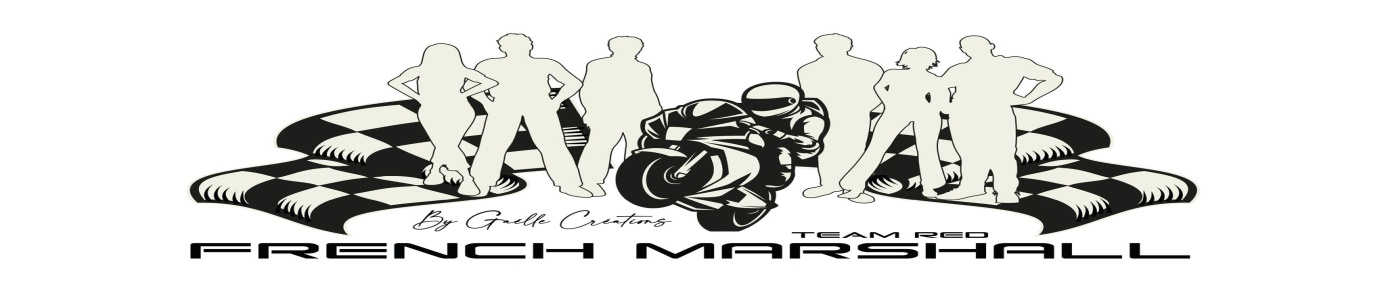 By Gaelle Creations
TEAM RED
FRENCH MARSHALL